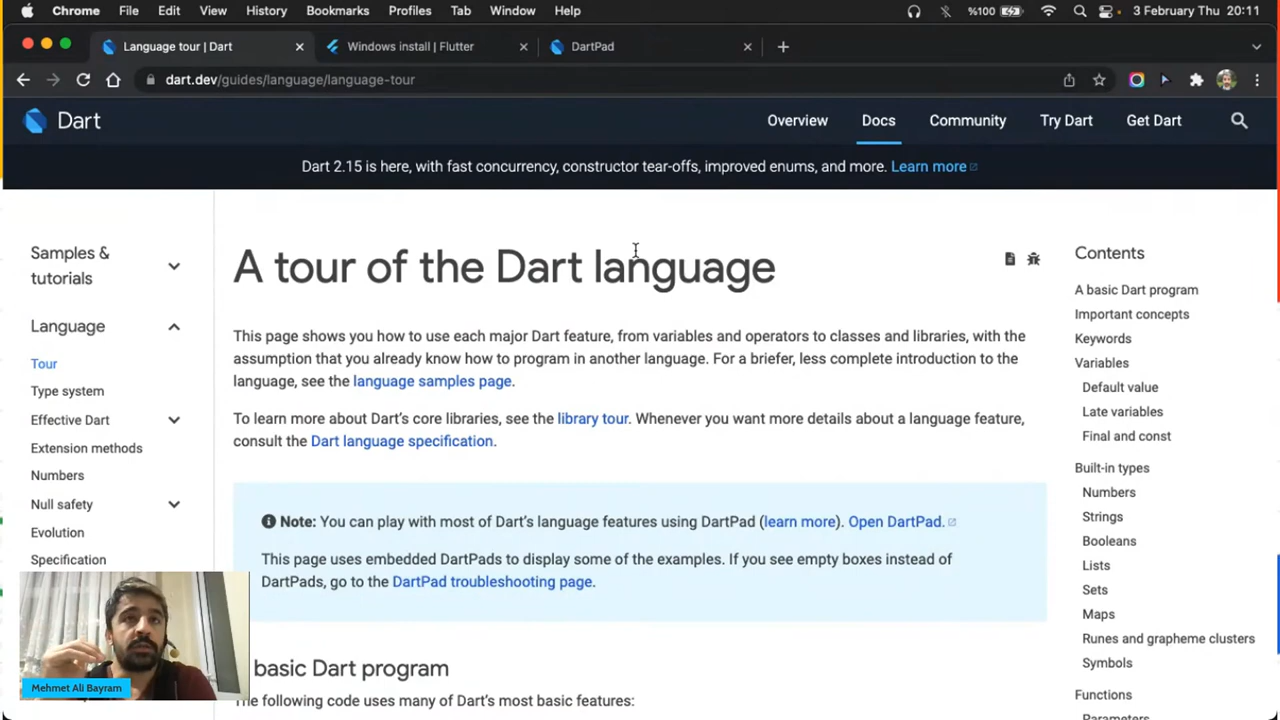 Chrome File Edit View History Bookmarks Profiles Tab Window Help %100 3 February Thu 20:11
Language tour | Dart Windows install | Flutter DartPad
dart.dev/guides/language/language-tour
Dart Overview Docs Community Try Dart Get Dart
Dart 2.15 is here, with fast concurrency, constructor tear-offs, improved enums, and more. Learn more
Samples &
tutorials
Language
Tour
Type system
Effective Dart
Extension methods
Numbers
Null safety
Evolution
Specification
A tour of the Dart language
This page shows you how to use each major Dart feature, from variables and operators to classes and libraries, with the
assumption that you already know how to program in another language. For a briefer, less complete introduction to the
language, see the language samples page.
To learn more about Dart's core libraries, see the library tour. Whenever you want more details about a language feature,
consult the Dart language specification.
Note: You can play with most of Dart's language features using DartPad (learn more). Open DartPad.
This page uses embedded DartPads to display some of the examples. If you see empty boxes instead of
DartPads, go to the DartPad troubleshooting page.
basic Dart program
he following code uses many of Dart's most basic features:
Contents
A basic Dart program
Important concepts
Keywords
Variables
Default value
Late variables
Final and const
Built-in types
Numbers
Strings
Booleans
Lists
Sets
Maps
Runes and grapheme clusters
Symbols
Functions
Parameters
Mehmet Ali Bayram